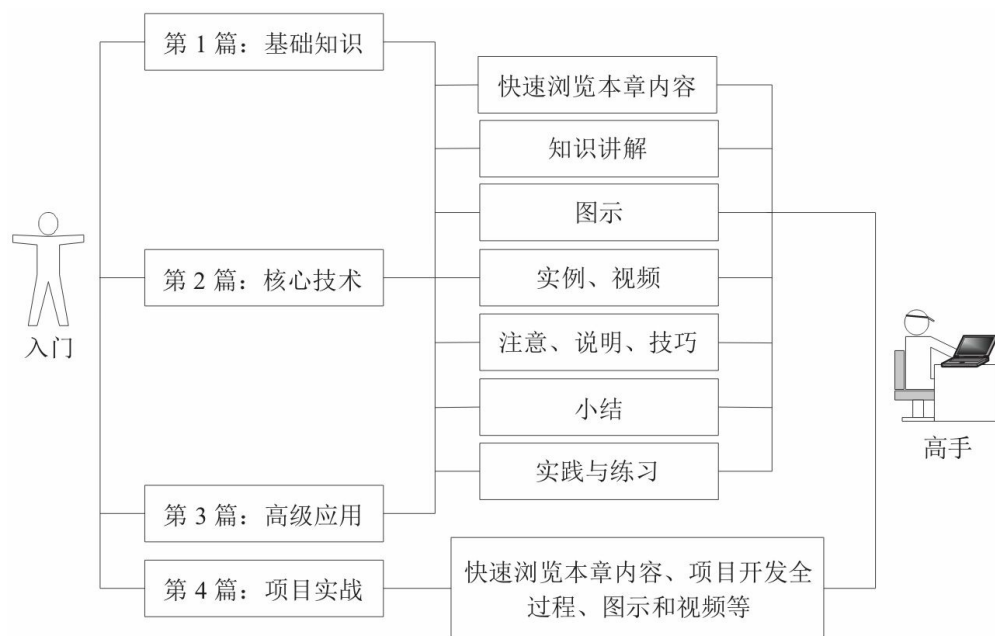 第 1 篇：基础知识
快速浏览本章内容
知识讲解
图示
第 2 篇：核心技术
实例、视频
入门
注意、说明、技巧
小结
高手
实践与练习
第 3 篇：高级应用
第 4 篇：项目实战
快速浏览本章内容、项目开发全
过程、图示和视频等